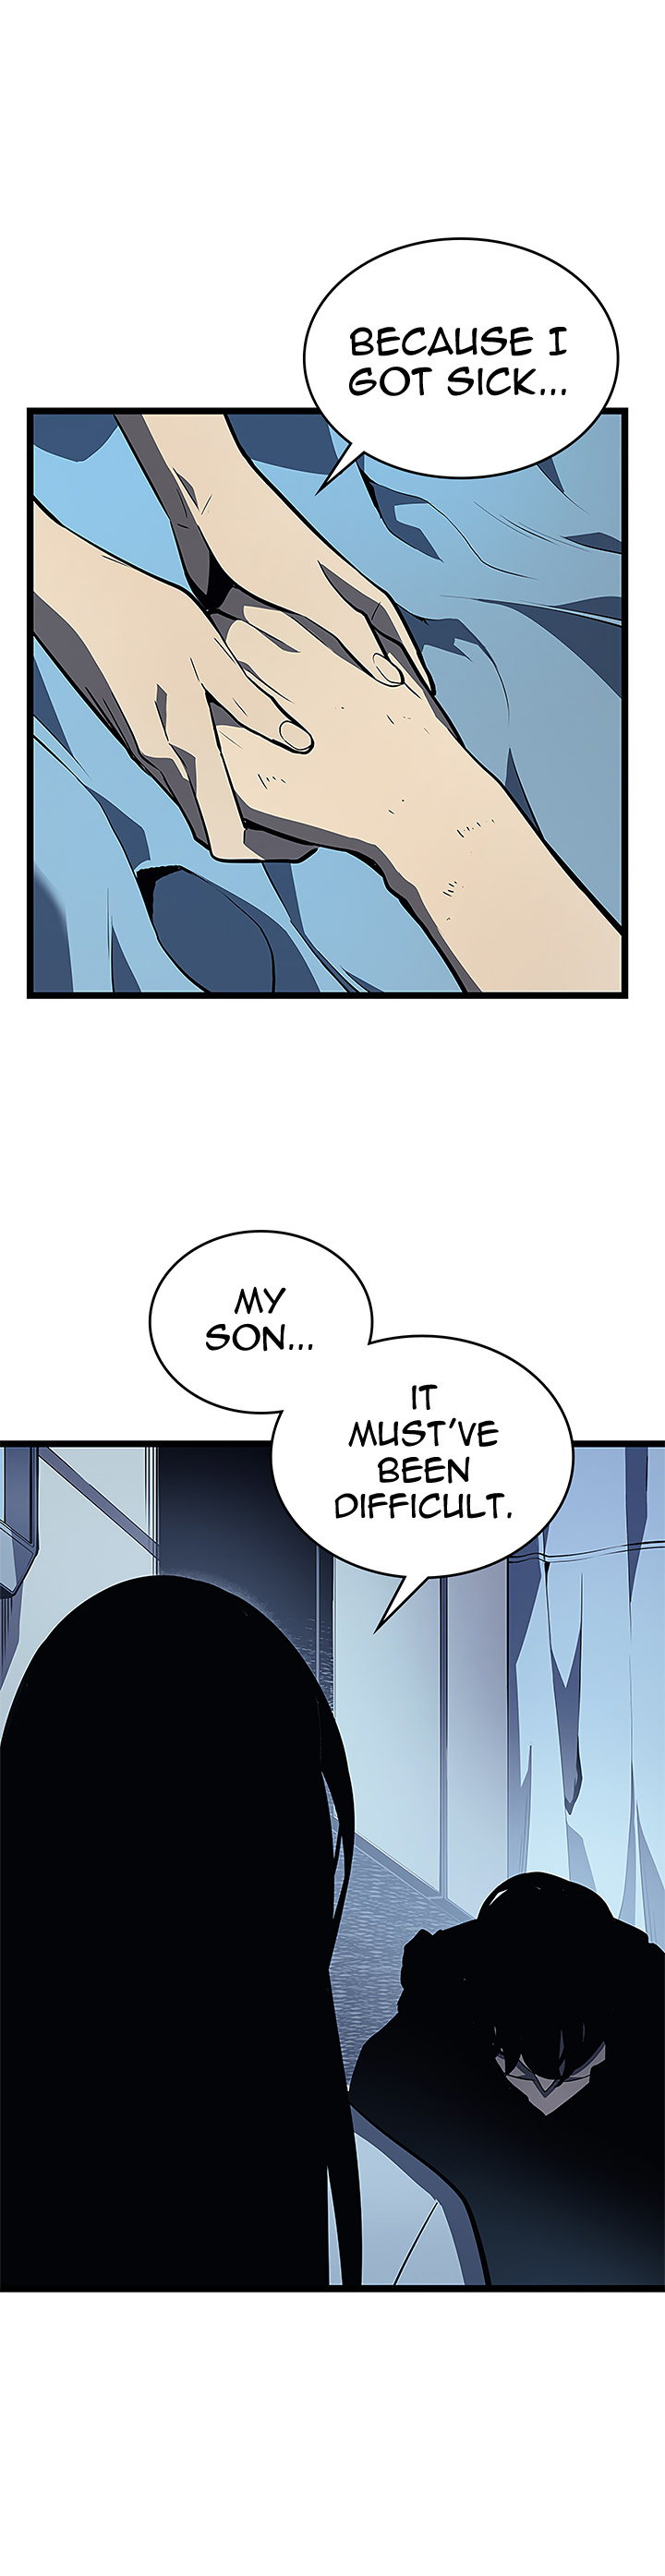 BECAUSE I
GOT SICK...
MY
SON...
IT
MUST'VE
BEEN
DIFFICULT.